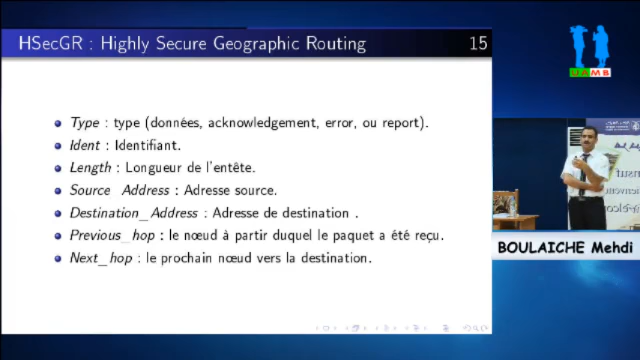 HSecGR : Highly Secure Geographic Routing 15
Type : type (données, acknowledgement, error, ou report).
Ident : Identifiant.
Length : Longueur de l'entête.
Source_Address : Adresse source.
Destination_Address : Adresse de destination .
Previous_hop : le nœud à partir duquel le paquet a été reçu.
Next_hop : le prochain nœud vers la destination.
UAMB
BOULAICHE Mehdi